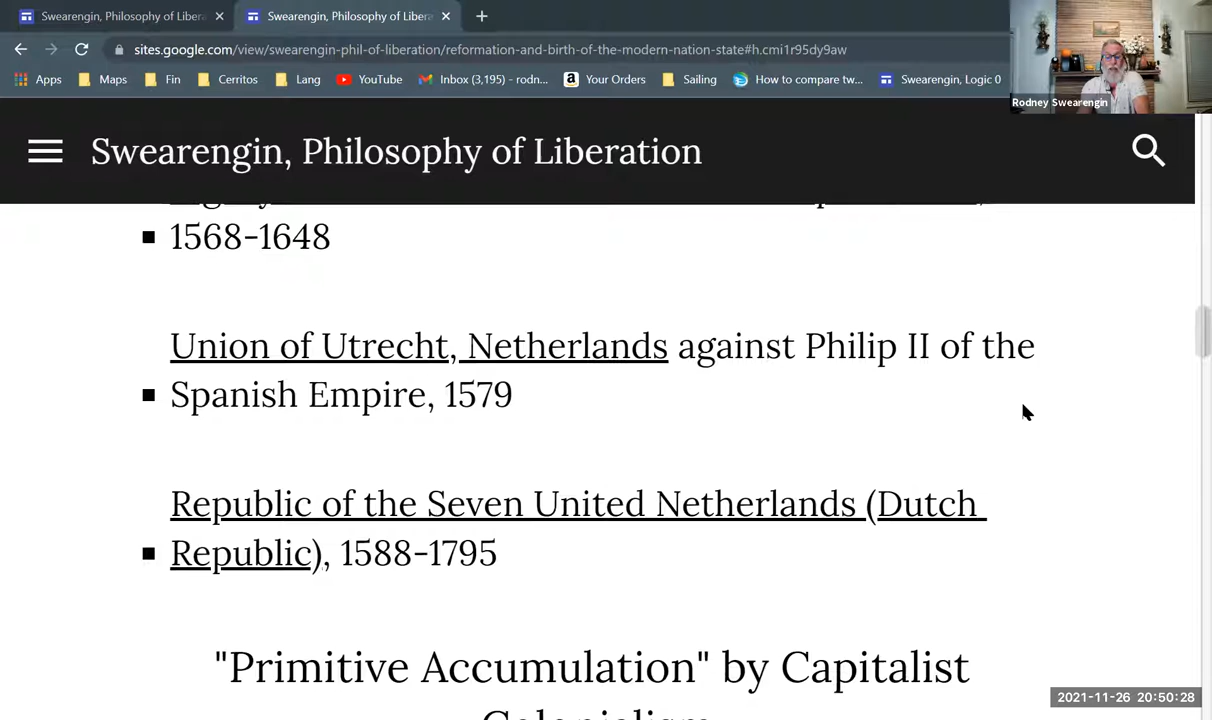 Swearengin, Philosophy of Libera
Swearengin, Philosophy of Libera
sites.google.com/view/swearengin-phil-of-liberation/reformation-and-birth-of-the-modern-nation-state#h.cmi1r95dy9aw
Apps Maps Fin Cerritos Lang YouTube Inbox (3,195) - rodn... Your Orders Sailing How to compare tw... Swearengin, Logic 0
Rodney Swearengin
Swearengin, Philosophy of Liberation
1568-1648
Union of Utrecht, Netherlands against Philip II of the
Spanish Empire, 1579
Republic of the Seven United Netherlands (Dutch
Republic), 1588-1795
"Primitive Accumulation" by Capitalist
Colonialism
2021-11-26 20:50:28